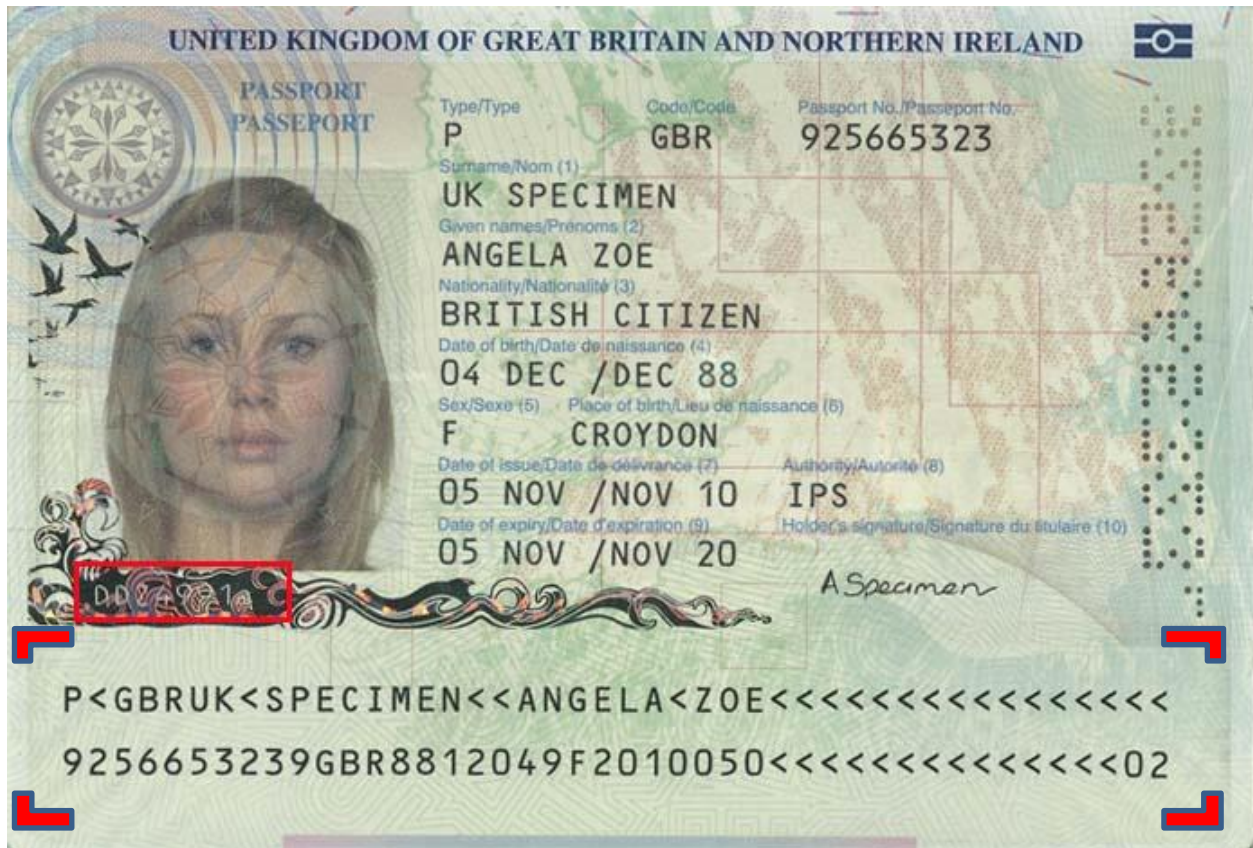 UNITED KINGDOM OF GREAT BRITAIN AND NORTHERN IRELAND
PASSPORT
PASSEPORT
Type/Type Code/Code Passport No./Passeport No.
P GBR 925665323
Surname/Nom (1)
UK SPECIMEN
Given names/Prénoms (2)
ANGELA ZOE
Nationality/Nationalité (3)
BRITISH CITIZEN
Date of birth/Date de naissance (4)
04 DEC /DEC 88
Sex/Sexe (5) Place of birth/Lieu de naissance (6)
F CROYDON
Date of issue/Date de délivrance (7) Authority/Autorité (8)
05 NOV /NOV 10 IPS
Date of expiry/Date d'expiration (9) Holder's signature/Signature du titulaire (10)
05 NOV /NOV 20
A Specimen
P<GBRUK<SPECIMEN<<ANGELA<ZOE<<<<<<<<<<<<<<<<
9256653239GBR8812049F2010050<<<<<<<<<<<<<<02